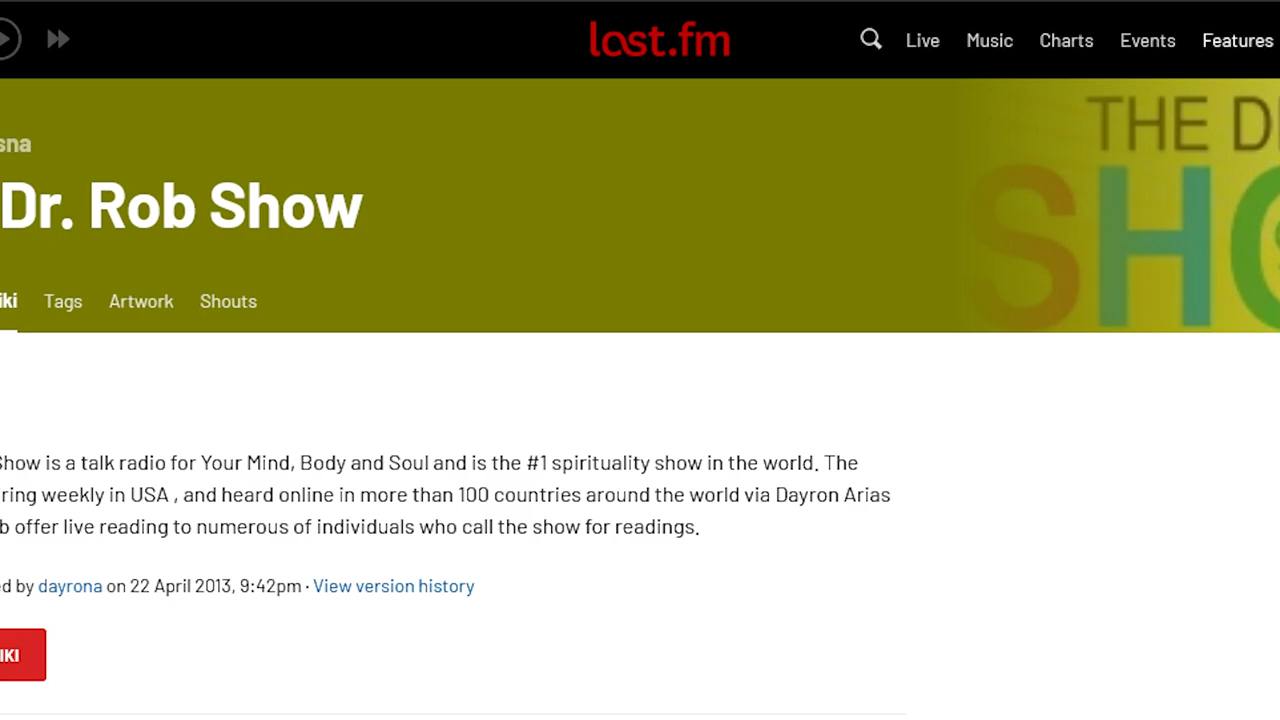 last.fm
Live Music Charts Events Features
sna
Dr. Rob Show
THE D
SHO
iki Tags Artwork Shouts
Show is a talk radio for Your Mind, Body and Soul and is the #1 spirituality show in the world. The
ring weekly in USA , and heard online in more than 100 countries around the world via Dayron Arias
b offer live reading to numerous of individuals who call the show for readings.
ed by dayrona on 22 April 2013, 9:42pm · View version history
IKI